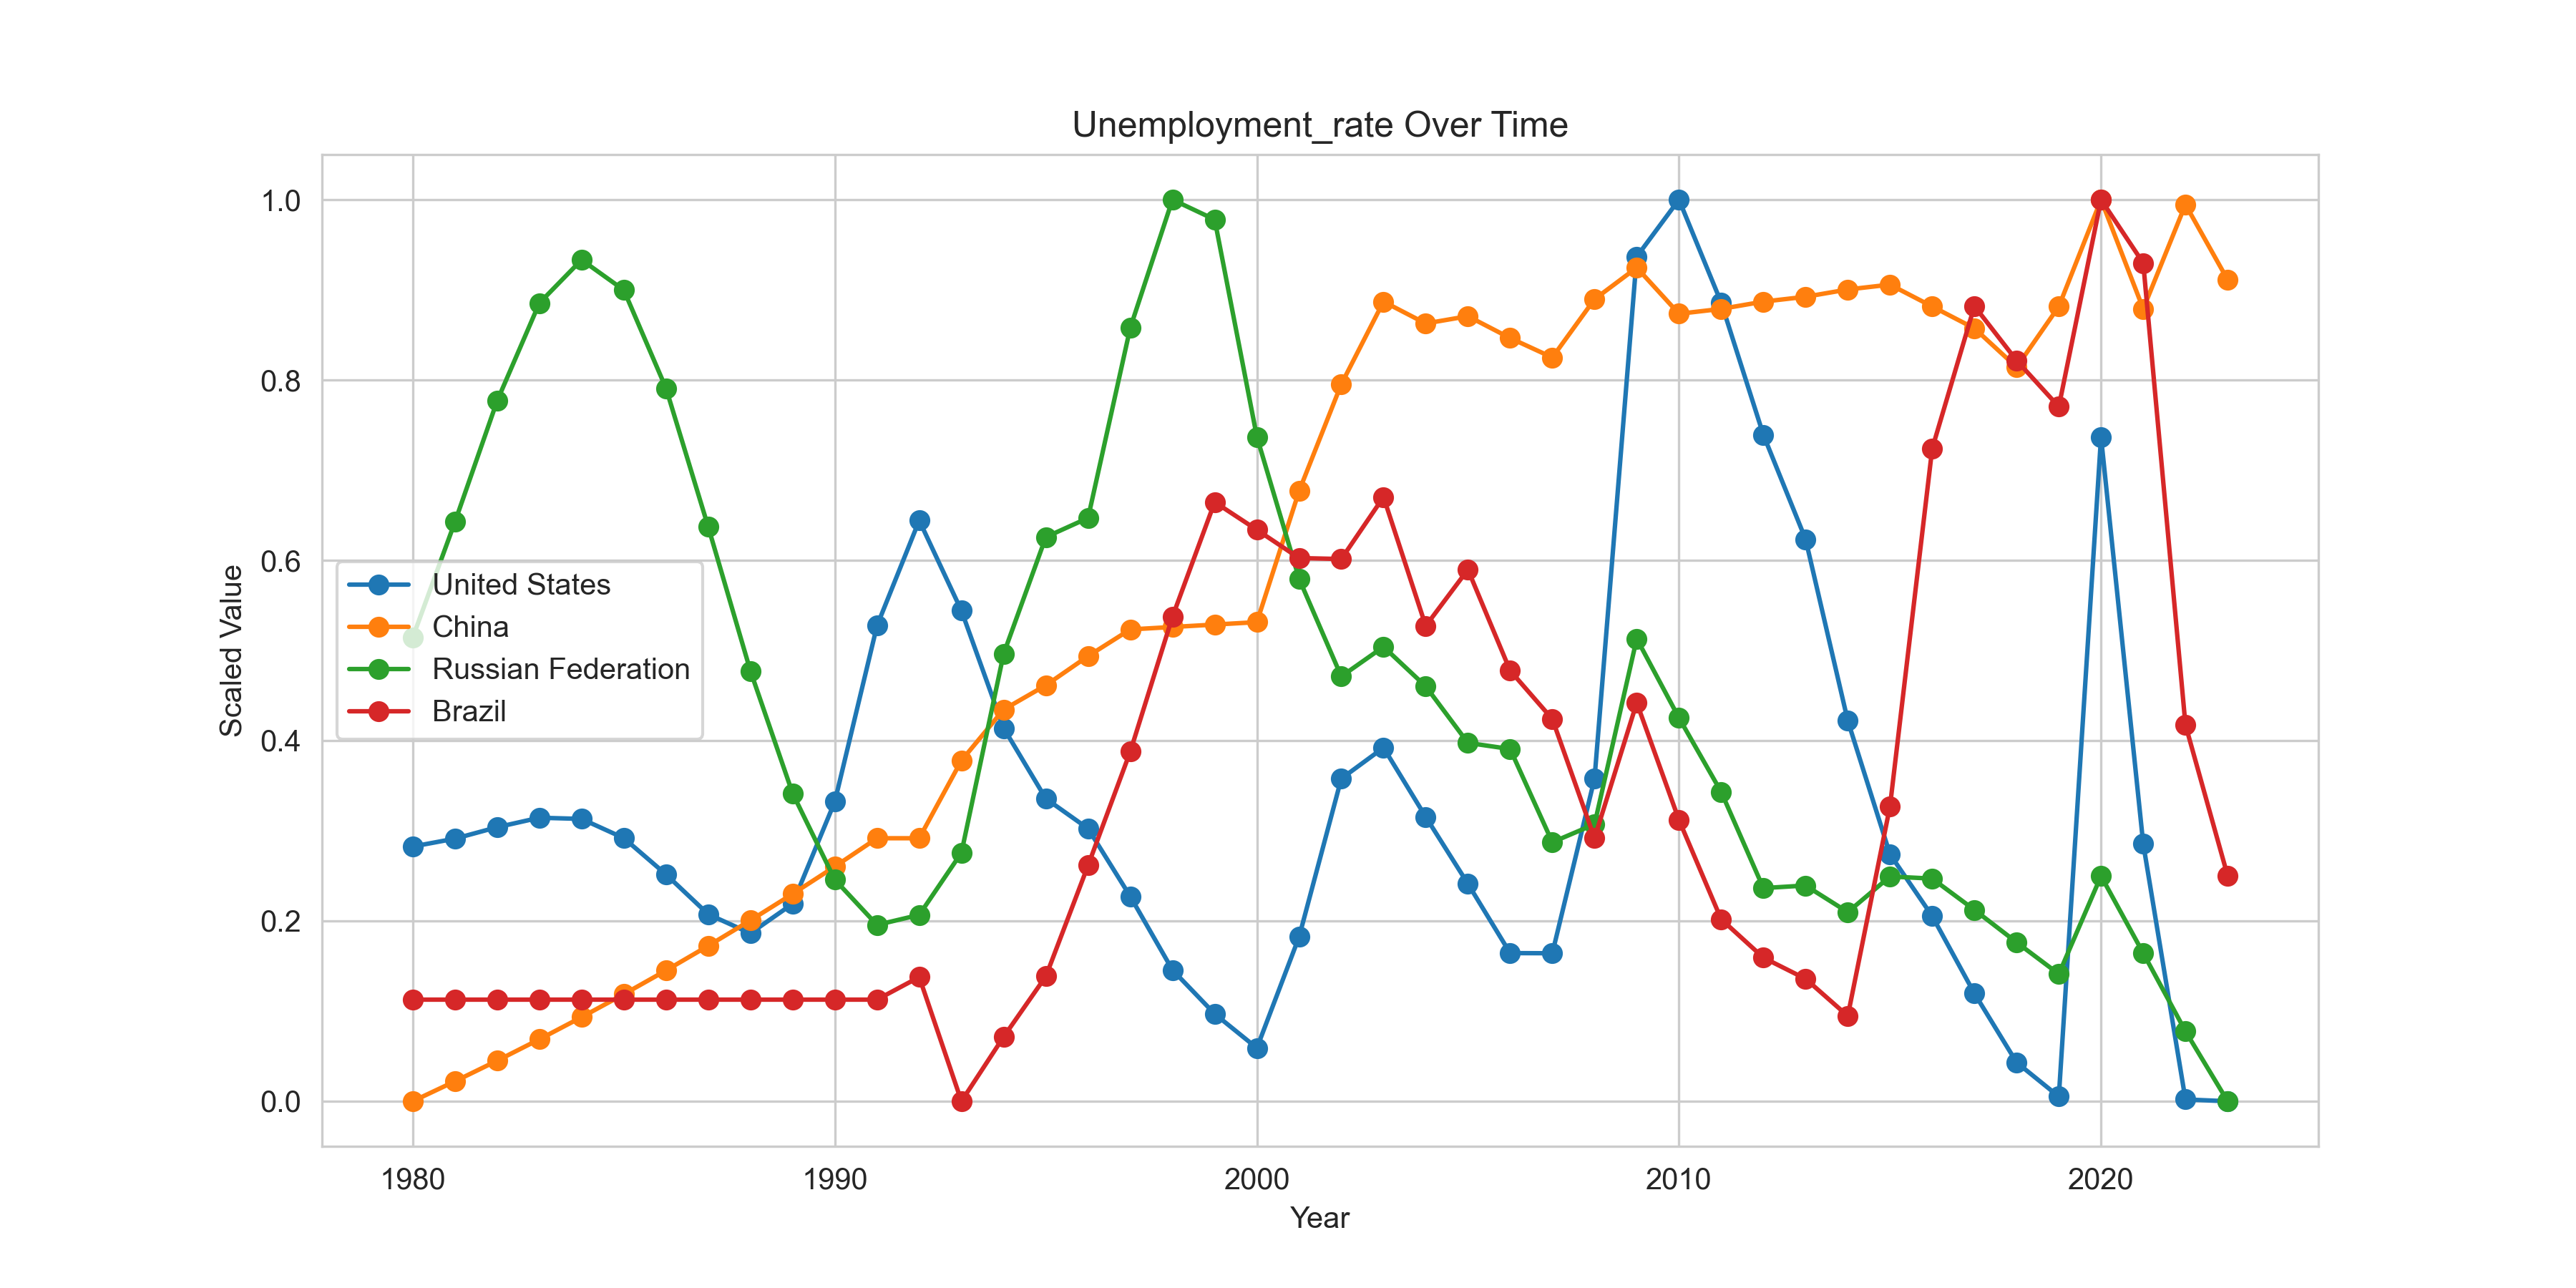 Unemployment_rate Over Time
1.0
0.8
0.6
0.4
0.2
0.0
Scaled Value
United States
China
Russian Federation
Brazil
1980 1990 2000 2010 2020
Year